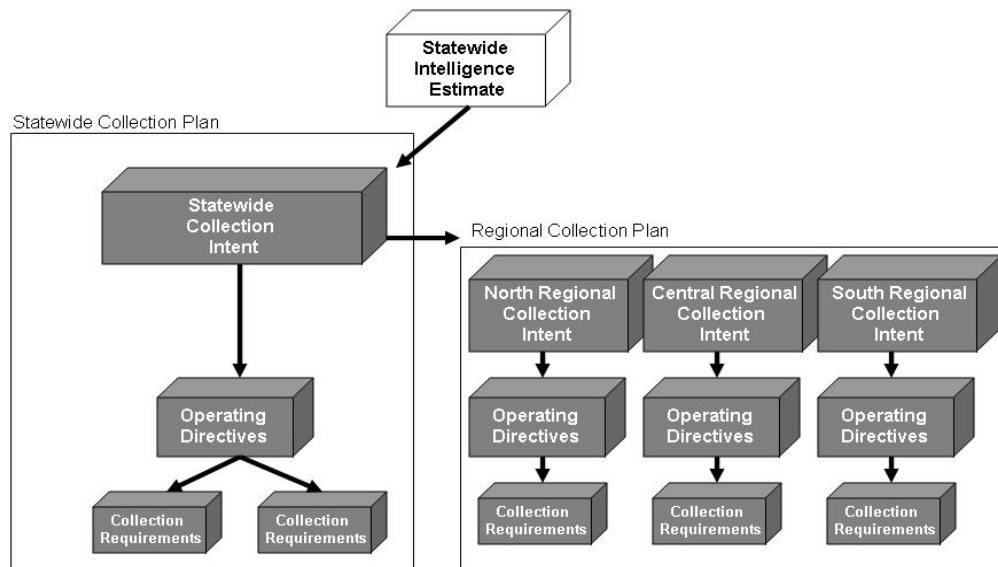 Statewide
Intelligence
Estimate
Statewide Collection Plan
Statewide
Collection
Intent
Operating
Directives
Collection
Requirements
Collection
Requirements
Regional Collection Plan
North Regional
Collection
Intent
Central Regional
Collection
Intent
South Regional
Collection
Intent
Operating
Directives
Operating
Directives
Operating
Directives
Collection
Requirements
Collection
Requirements
Collection
Requirements